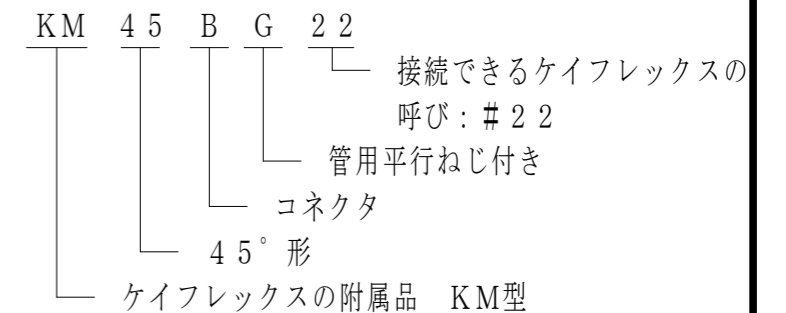 ＫＭ ４５ Ｂ Ｇ ２２
接続できるケイフレックスの
呼び：＃２２
管用平行ねじ付き
コネクタ
４５°形
ケイフレックスの附属品　ＫＭ型